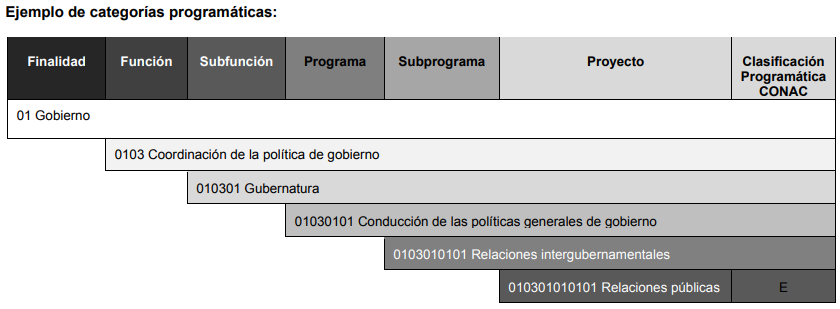 Ejemplo de categorías programáticas:
Finalidad Función Subfunción Programa Subprograma Proyecto Clasificación Programática CONAC
01 Gobierno
0103 Coordinación de la política de gobierno
010301 Gubernatura
01030101 Conducción de las políticas generales de gobierno
0103010101 Relaciones intergubernamentales
010301010101 Relaciones públicas E